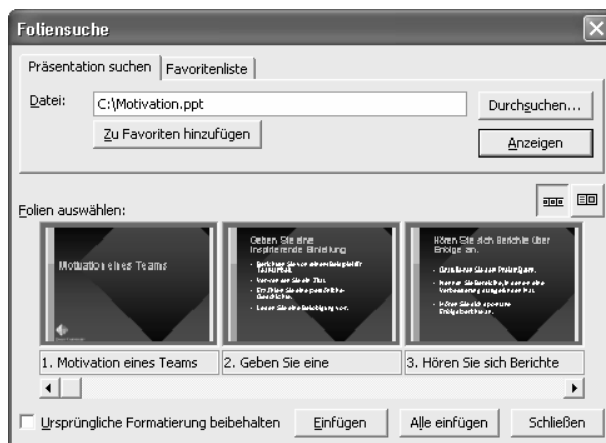 Foliensuche
Präsentation suchen
Favoritenliste
Datei:
C:\Motivation.ppt
Durchsuchen...
Zu Favoriten hinzufügen
Anzeigen
Folien auswählen:
Motivation eines Teams
Geben Sie eine
inspirierende Einleitung
Hören Sie sich Berichte über
Erfolge an.
1. Motivation eines Teams
2. Geben Sie eine
3. Hören Sie sich Berichte
Ursprüngliche Formatierung beibehalten
Einfügen
Alle einfügen
Schließen